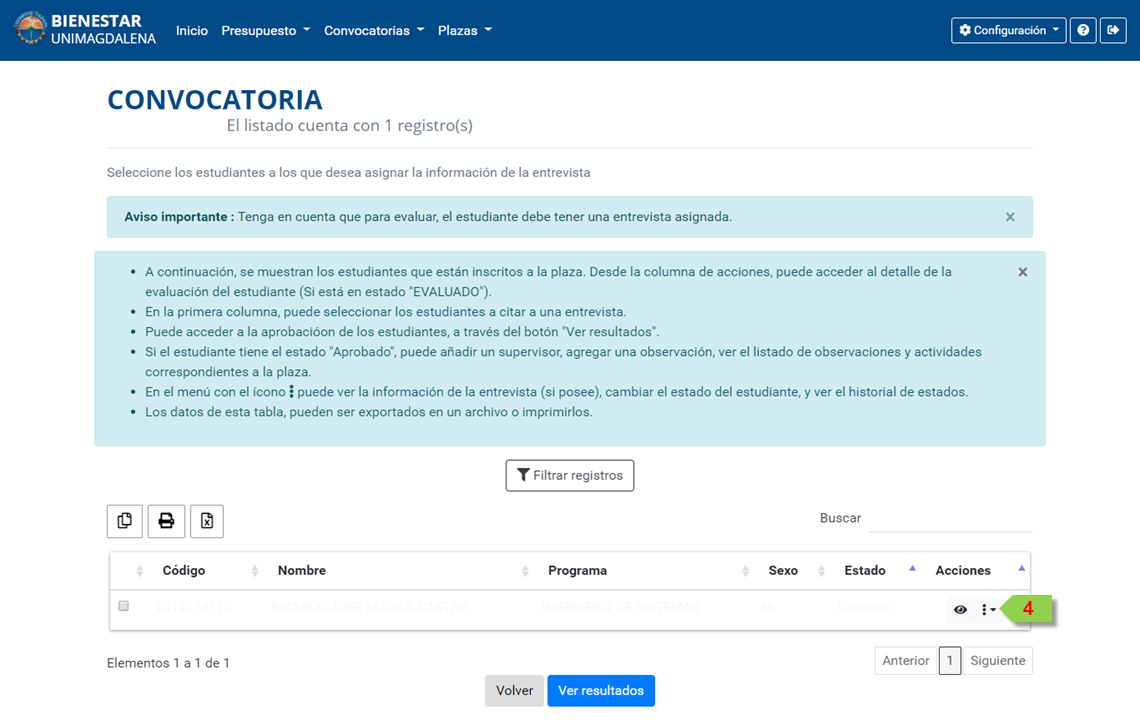 BIENESTAR
UNIMAGDALENA
Inicio Presupuesto Convocatorias Plazas Configuración
CONVOCATORIA
El listado cuenta con 1 registro(s)
Seleccione los estudiantes a los que desea asignar la información de la entrevista
Aviso importante : Tenga en cuenta que para evaluar, el estudiante debe tener una entrevista asignada. ×
• A continuación, se muestran los estudiantes que están inscritos a la plaza. Desde la columna de acciones, puede acceder al detalle de la ×
evaluación del estudiante (Si está en estado "EVALUADO").
• En la primera columna, puede seleccionar los estudiantes a citar a una entrevista.
• Puede acceder a la aprobacióon de los estudiantes, a través del botón "Ver resultados".
• Si el estudiante tiene el estado "Aprobado", puede añadir un supervisor, agregar una observación, ver el listado de observaciones y actividades
correspondientes a la plaza.
• En el menú con el ícono puede ver la información de la entrevista (si posee), cambiar el estado del estudiante, y ver el historial de estados.
• Los datos de esta tabla, pueden ser exportados en un archivo o imprimirlos.
Filtrar registros
Buscar
Código Nombre Programa Sexo Estado Acciones
2014114110 RICARDO JOSE ALCALA CASTRO INGENIERIA DE SISTEMAS M Evaluado 4
Elementos 1 a 1 de 1
Anterior 1 Siguiente
Volver Ver resultados